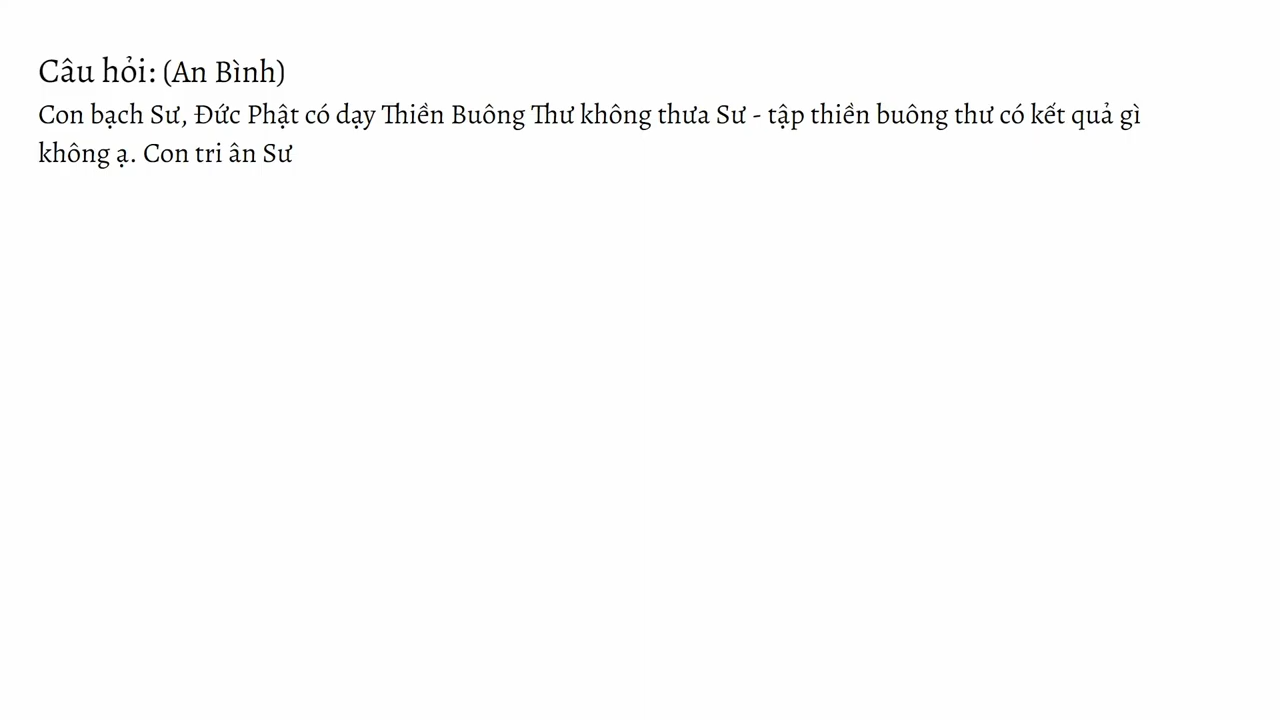 Câu hỏi: (An Bình)
Con bạch Sư, Đức Phật có dạy Thiền Buông Thư không thưa Sư - tập thiền buông thư có kết quả gì
không ạ. Con tri ân Sư